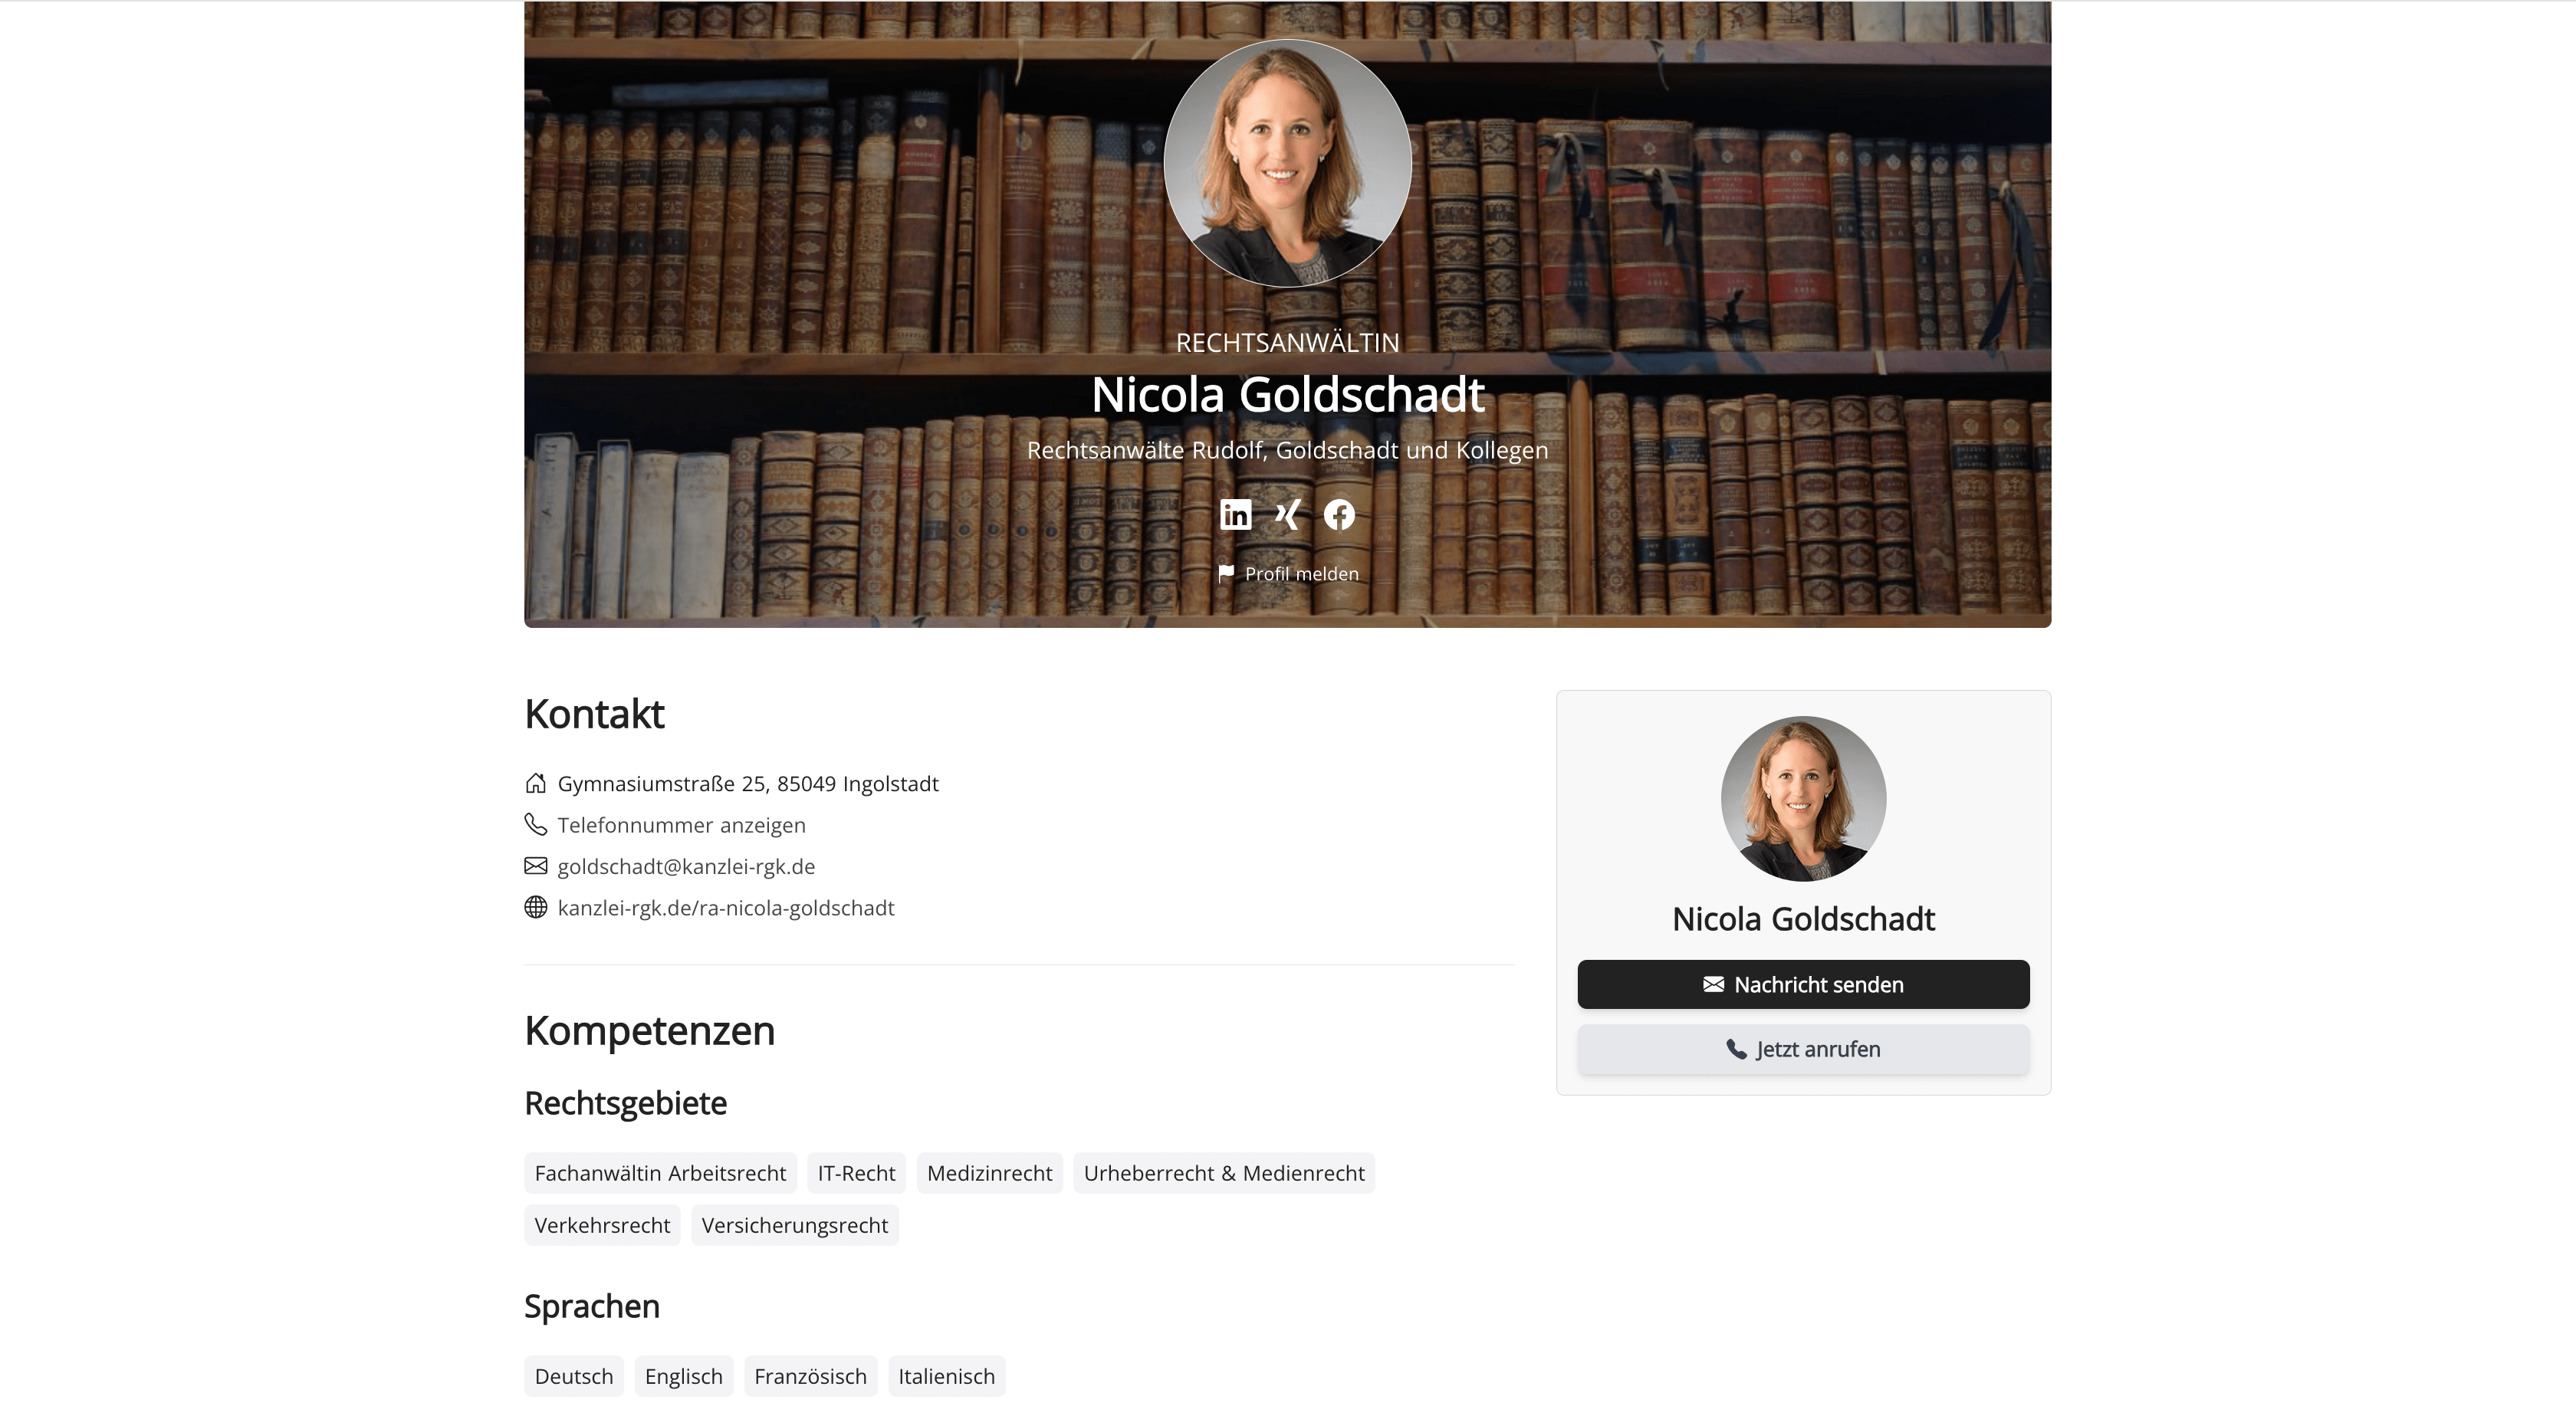 RECHTSANWÄLTIN
Nicola Goldschadt
Rechtsanwälte Rudolf, Goldschadt und Kollegen
Profil melden
Kontakt
Gymnasiumstraße 25, 85049 Ingolstadt
Telefonnummer anzeigen
goldschadt@kanzlei-rgk.de
kanzlei-rgk.de/ra-nicola-goldschadt
Kompetenzen
Rechtsgebiete
Fachanwältin Arbeitsrecht IT-Recht Medizinrecht Urheberrecht & Medienrecht
Verkehrsrecht Versicherungsrecht
Sprachen
Deutsch Englisch Französisch Italienisch
Nicola Goldschadt
Nachricht senden
Jetzt anrufen